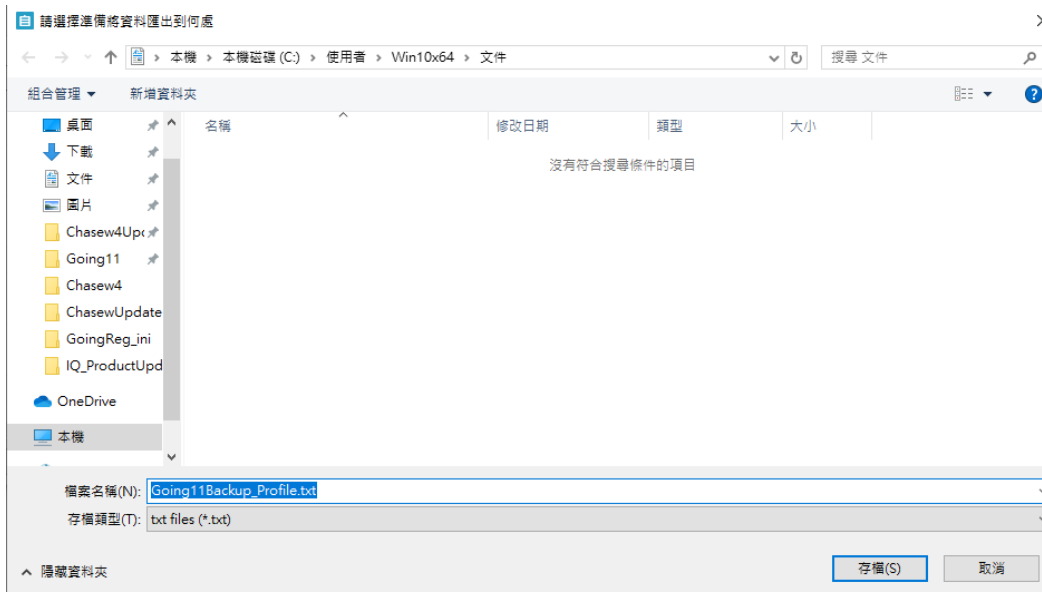 自 請選擇準備將資料匯出到何處
本機 › 本機磁碟 (C:) › 使用者 › Win10x64 › 文件
搜尋 文件
組合管理 新增資料夾
名稱 修改日期 類型 大小
沒有符合搜尋條件的項目
桌面
下載
文件
圖片
Chasew4Upc
Going11
Chasew4
ChasewUpdate
GoingReg_ini
IQ_ProductUpd
OneDrive
本機
檔案名稱(N): Going11Backup_Profile.txt
存檔類型(T): txt files (*.txt)
隱藏資料夾
存檔(S) 取消